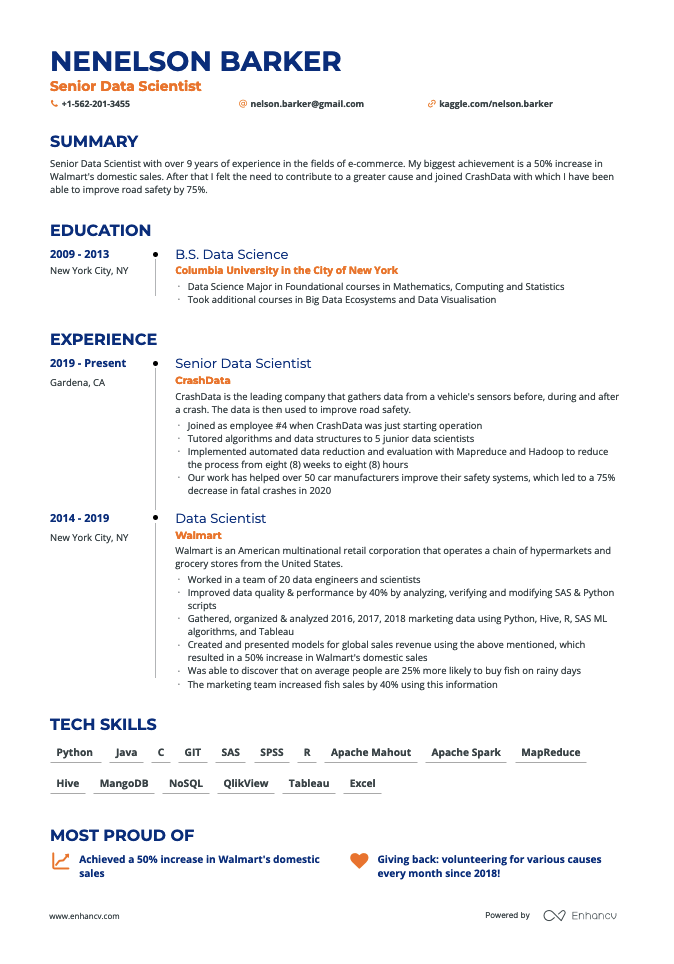 NENELSON BARKER
Senior Data Scientist
+1-562-201-3455 nelson.barker@gmail.com kaggle.com/nelson.barker
SUMMARY
Senior Data Scientist with over 9 years of experience in the fields of e-commerce. My biggest achievement is a 50% increase in
Walmart's domestic sales. After that I felt the need to contribute to a greater cause and joined CrashData with which I have been
able to improve road safety by 75%.
EDUCATION
2009 - 2013 B.S. Data Science
New York City, NY Columbia University in the City of New York
· Data Science Major in Foundational courses in Mathematics, Computing and Statistics
· Took additional courses in Big Data Ecosystems and Data Visualisation
EXPERIENCE
2019 - Present Senior Data Scientist
Gardena, CA CrashData
CrashData is the leading company that gathers data from a vehicle's sensors before, during and after
a crash. The data is then used to improve road safety.
· Joined as employee #4 when CrashData was just starting operation
· Tutored algorithms and data structures to 5 junior data scientists
· Implemented automated data reduction and evaluation with Mapreduce and Hadoop to reduce
the process from eight (8) weeks to eight (8) hours
· Our work has helped over 50 car manufacturers improve their safety systems, which led to a 75%
decrease in fatal crashes in 2020
2014 - 2019 Data Scientist
New York City, NY Walmart
Walmart is an American multinational retail corporation that operates a chain of hypermarkets and
grocery stores from the United States.
· Worked in a team of 20 data engineers and scientists
· Improved data quality & performance by 40% by analyzing, verifying and modifying SAS & Python
scripts
· Gathered, organized & analyzed 2016, 2017, 2018 marketing data using Python, Hive, R, SAS ML
algorithms, and Tableau
· Created and presented models for global sales revenue using the above mentioned, which
resulted in a 50% increase in Walmart's domestic sales
· Was able to discover that on average people are 25% more likely to buy fish on rainy days
· The marketing team increased fish sales by 40% using this information
TECH SKILLS
Python Java C GIT SAS SPSS R Apache Mahout Apache Spark MapReduce
Hive MangoDB NoSQL QlikView Tableau Excel
MOST PROUD OF
Achieved a 50% increase in Walmart's domestic
sales
Giving back: volunteering for various causes
every month since 2018!
www.enhancv.com Powered by Enhancv